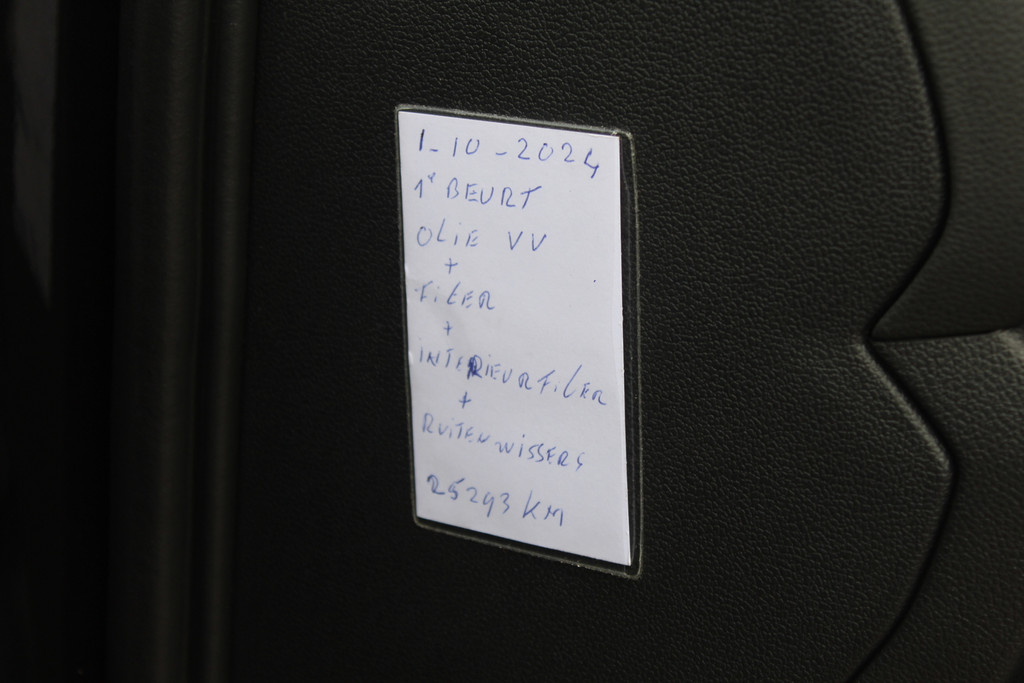 1-10-2024
1e BEURT
OLIE VV
+
FILTER
+
INTERIEURFILTER
+
RUITENWISSERS
25293 KM